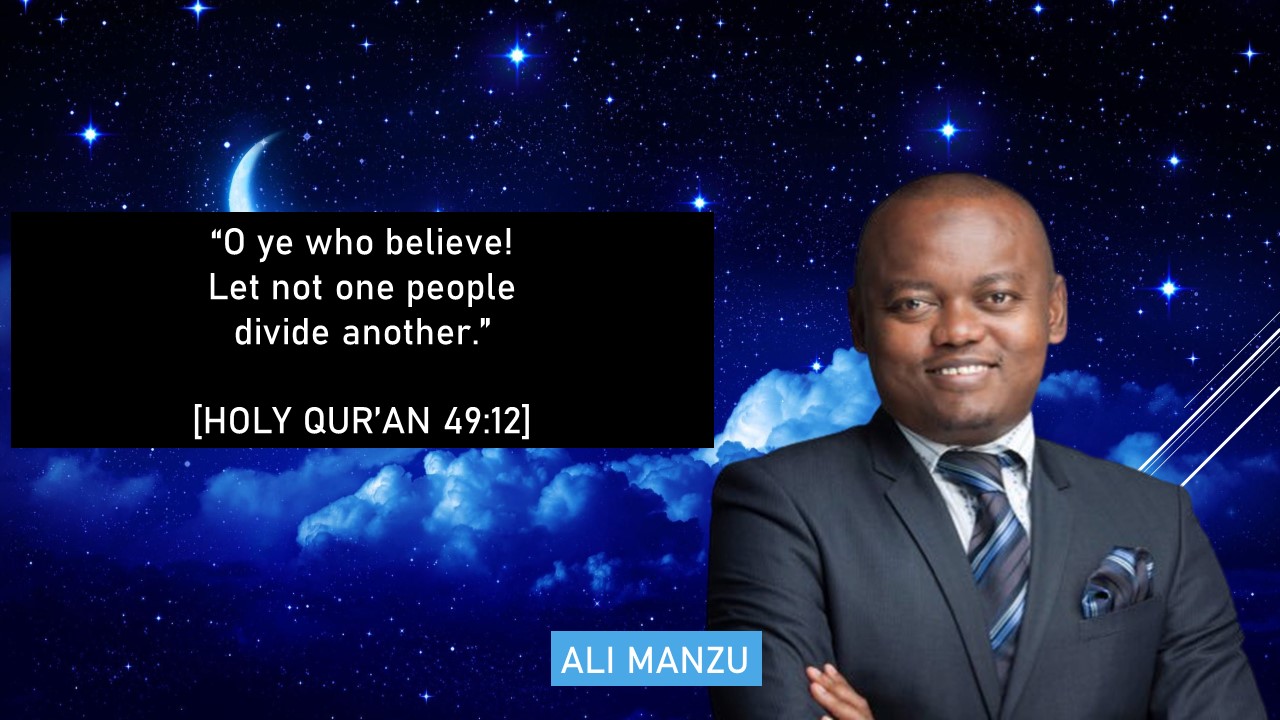 “O ye who believe!
Let not one people
divide another.”
[HOLY QUR’AN 49:12]
ALI MANZU